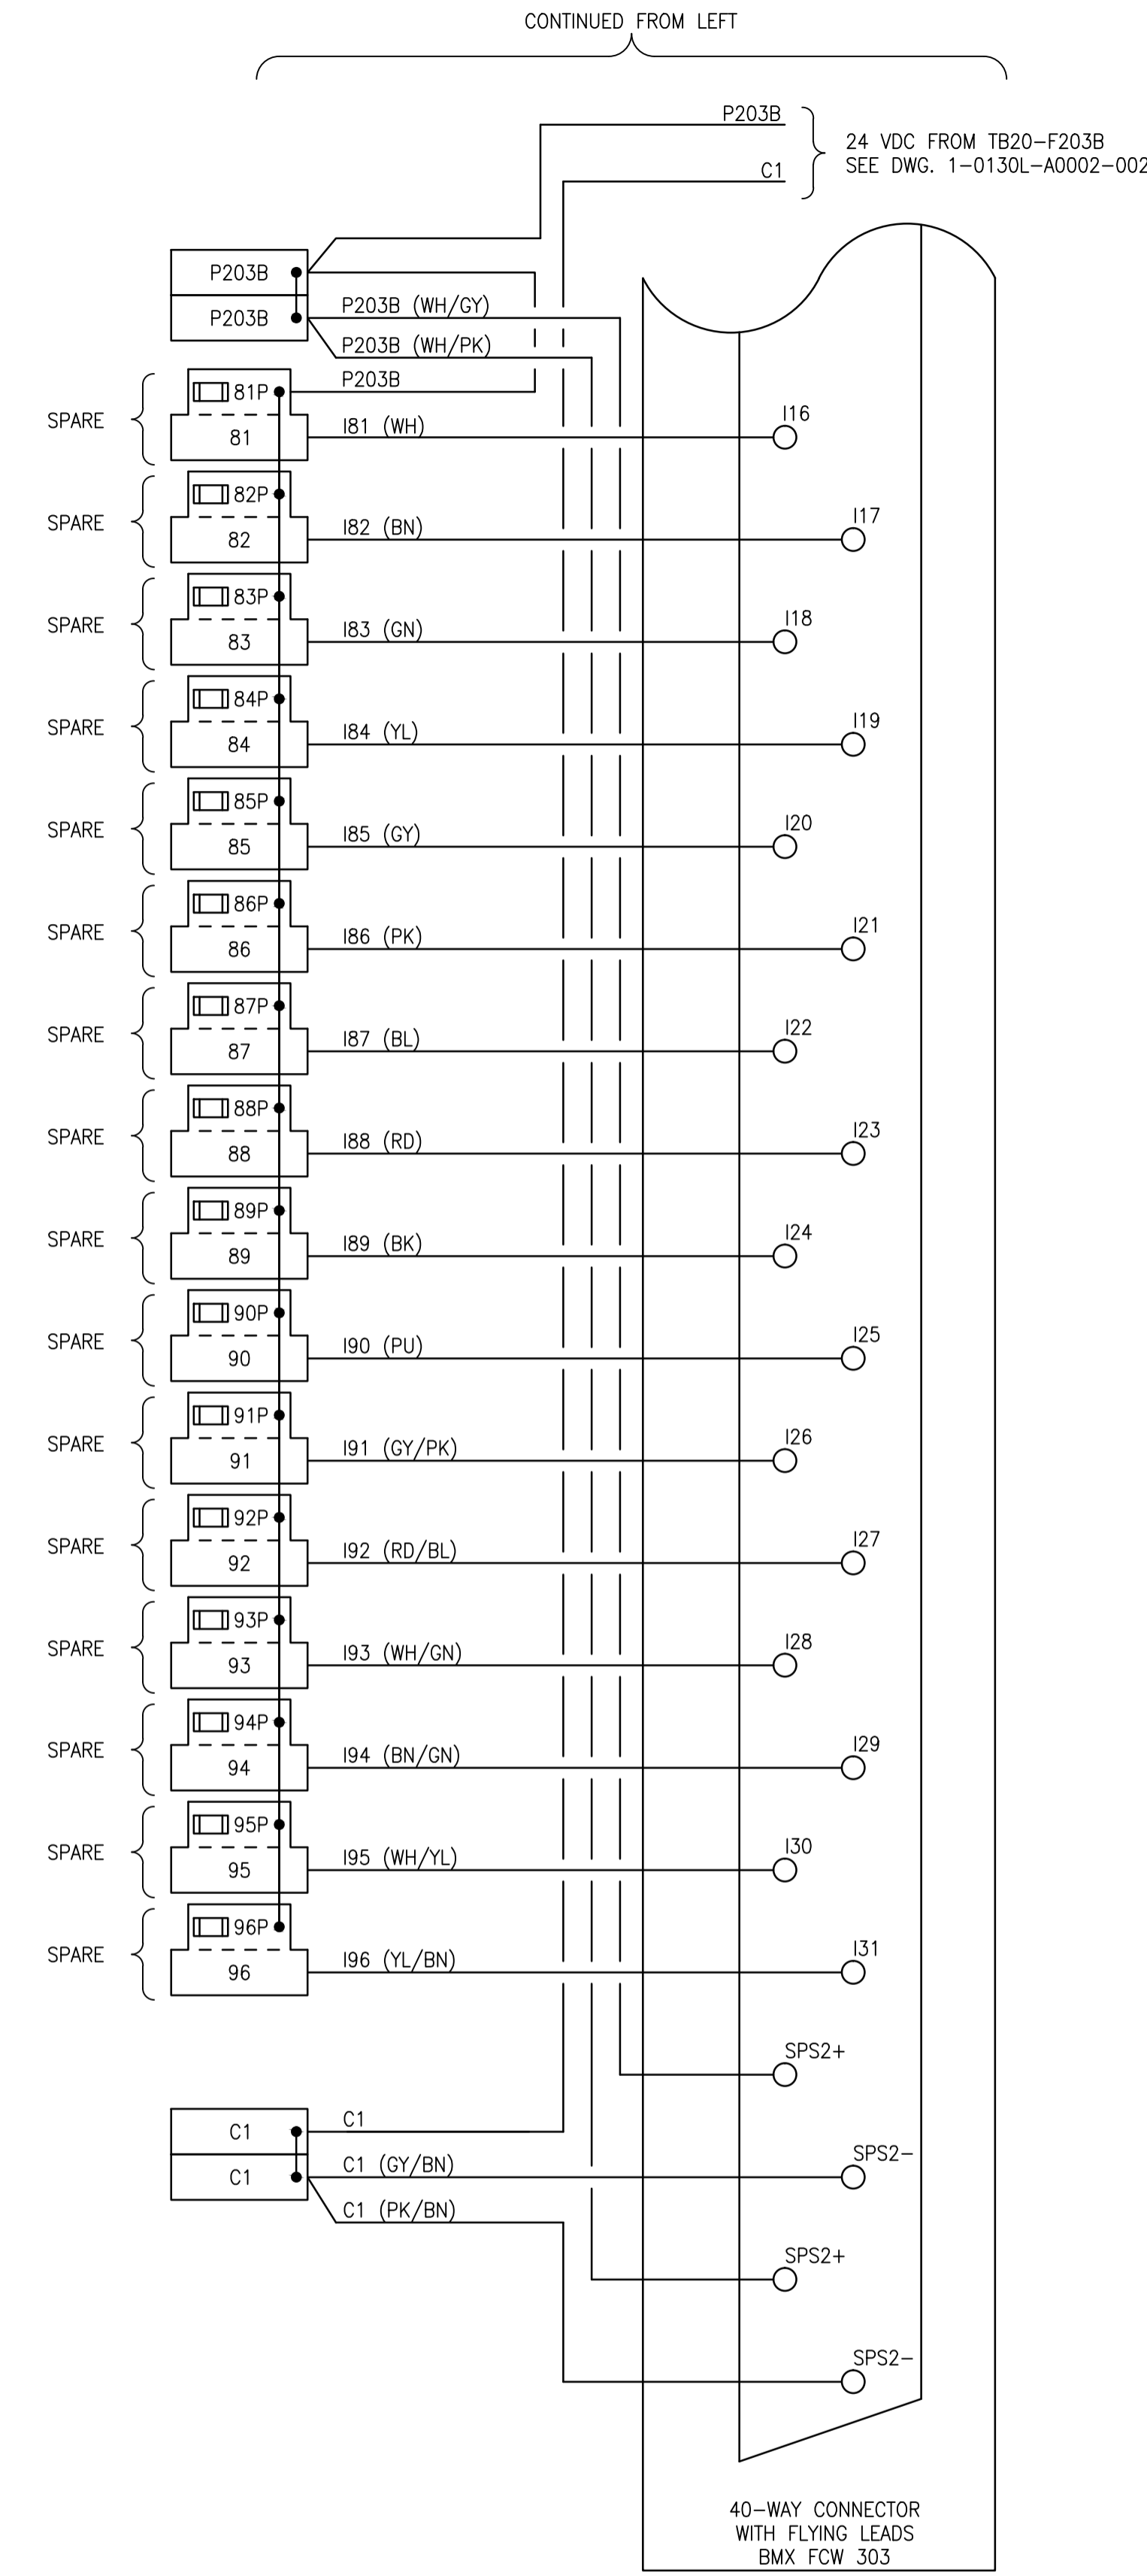 CONTINUED FROM LEFT
P203B
24 VDC FROM TB20-F203B
SEE DWG. 1-0130L-A0002-002
C1
P203B
P203B
P203B (WH/GY)
P203B (WH/PK)
P203B
81P
SPARE
81
I81 (WH)
I16
82P
SPARE
82
I82 (BN)
I17
83P
SPARE
83
I83 (GN)
I18
84P
SPARE
84
I84 (YL)
I19
85P
SPARE
85
I85 (GY)
I20
86P
SPARE
86
I86 (PK)
I21
87P
SPARE
87
I87 (BL)
I22
88P
SPARE
88
I88 (RD)
I23
89P
SPARE
89
I89 (BK)
I24
90P
SPARE
90
I90 (PU)
I25
91P
SPARE
91
I91 (GY/PK)
I26
92P
SPARE
92
I92 (RD/BL)
I27
93P
SPARE
93
I93 (WH/GN)
I28
94P
SPARE
94
I94 (BN/GN)
I29
95P
SPARE
95
I95 (WH/YL)
I30
96P
SPARE
96
I96 (YL/BN)
I31
SPS2+
C1
C1
C1
C1 (GY/BN)
SPS2-
C1 (PK/BN)
SPS2+
SPS2-
40-WAY CONNECTOR
WITH FLYING LEADS
BMX FCW 303